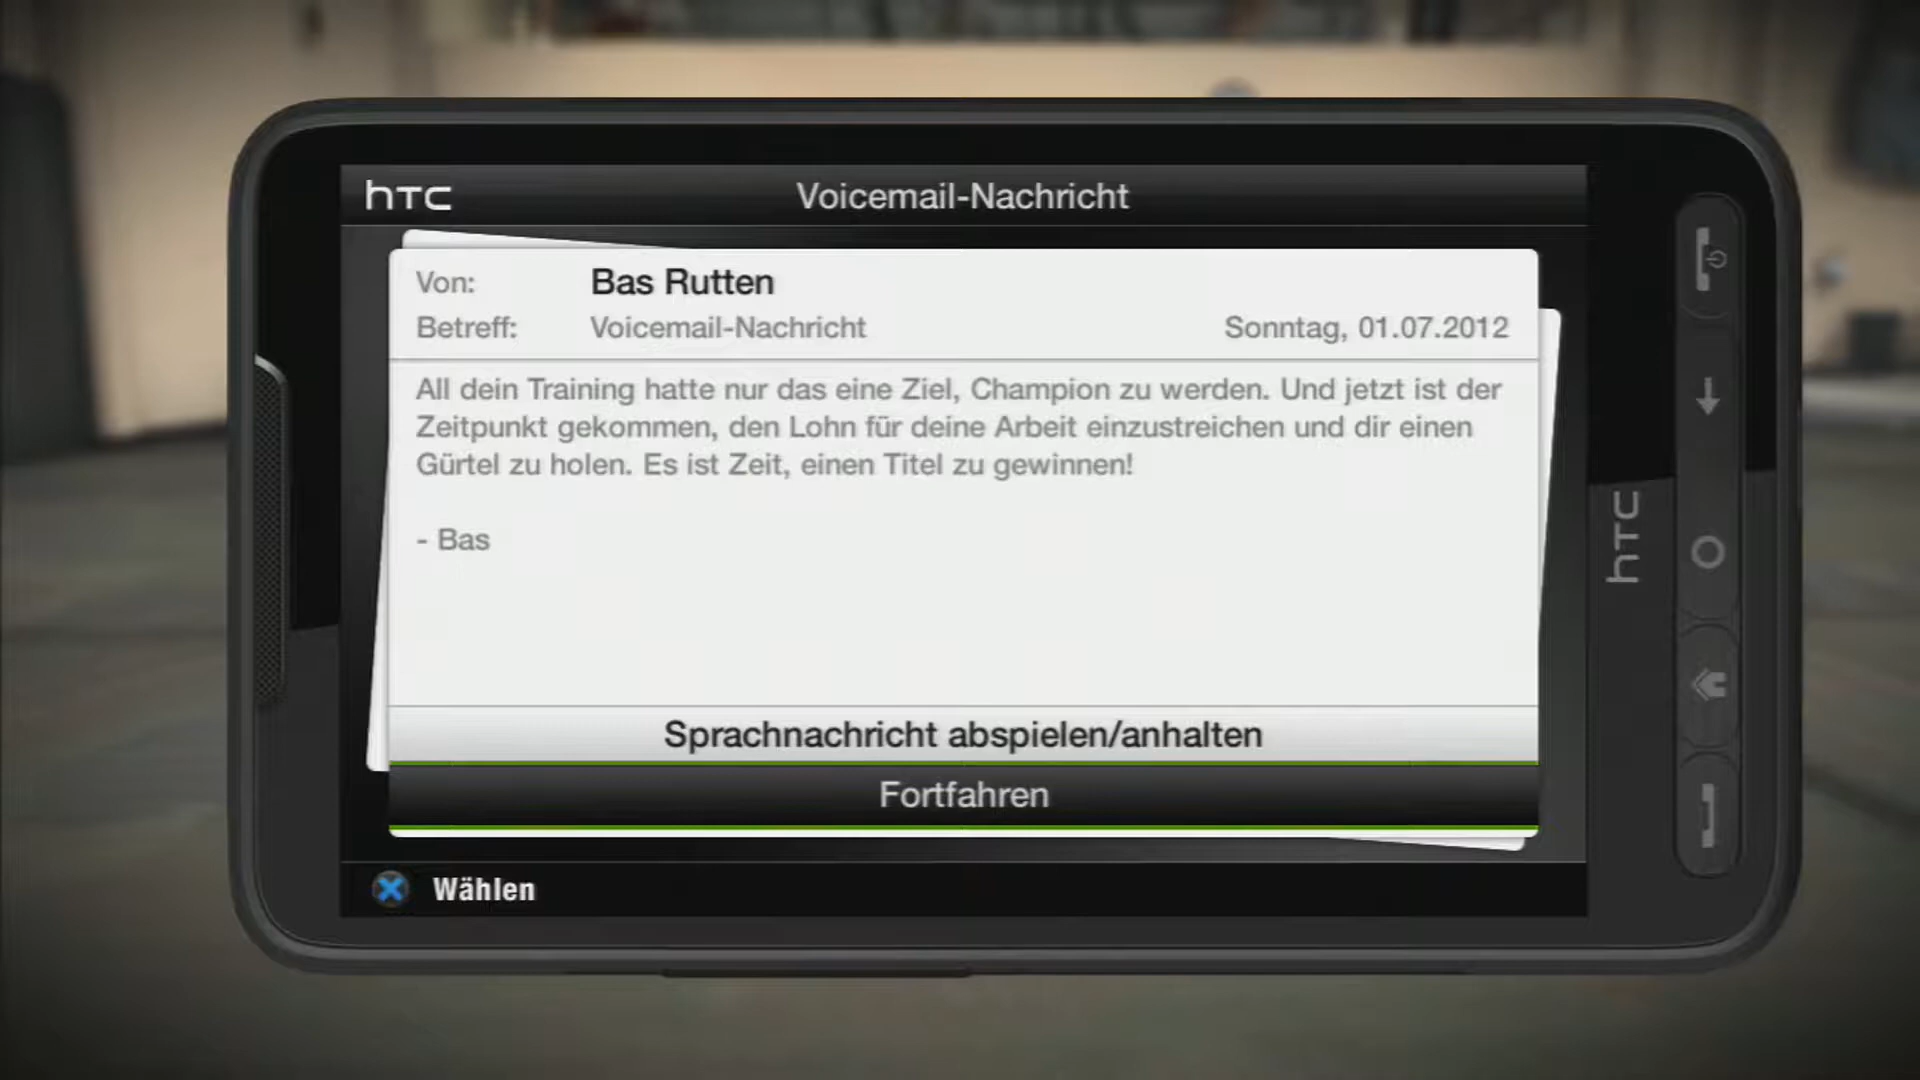 hTC
Voicemail-Nachricht
Von: Bas Rutten
Betreff: Voicemail-Nachricht Sonntag, 01.07.2012
All dein Training hatte nur das eine Ziel, Champion zu werden. Und jetzt ist der
Zeitpunkt gekommen, den Lohn für deine Arbeit einzustreichen und dir einen
Gürtel zu holen. Es ist Zeit, einen Titel zu gewinnen!
- Bas
Sprachnachricht abspielen/anhalten
Fortfahren
Wählen
hTC